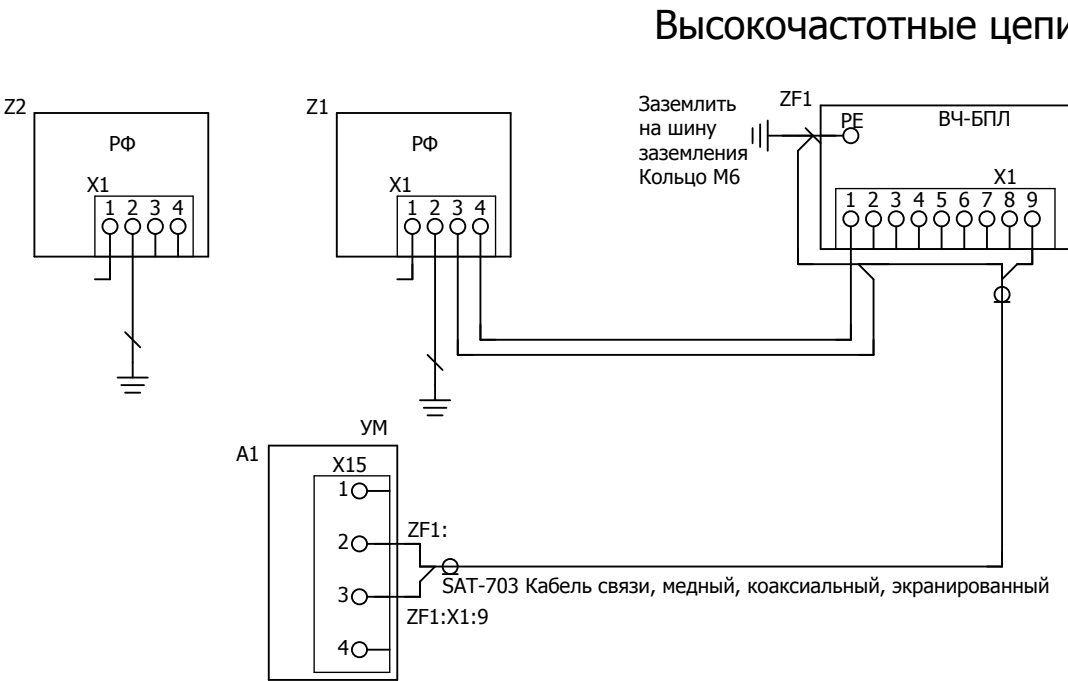 Высокочастотные цепи
Z2
РФ
X1
1 2 3 4
Z1
РФ
X1
1 2 3 4
Заземлить
на шину
заземления
Кольцо М6
ZF1
PE
ВЧ-БПЛ
X1
1 2 3 4 5 6 7 8 9
УМ
A1
X15
1
2
3
4
ZF1:
SAT-703 Кабель связи, медный, коаксиальный, экранированный
ZF1:X1:9